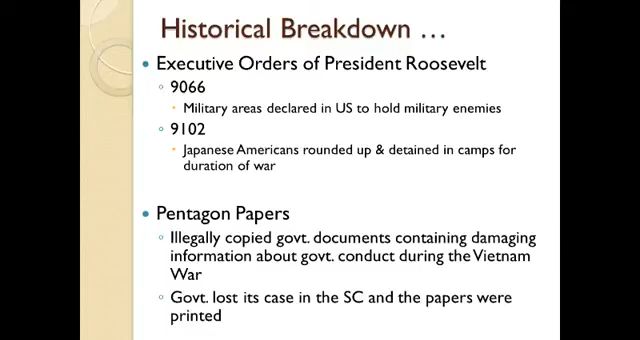 Historical Breakdown …
Executive Orders of President Roosevelt
9066
Military areas declared in US to hold military enemies
9102
Japanese Americans rounded up & detained in camps for
duration of war
Pentagon Papers
Illegally copied govt. documents containing damaging
information about govt. conduct during the Vietnam
War
Govt. lost its case in the SC and the papers were
printed